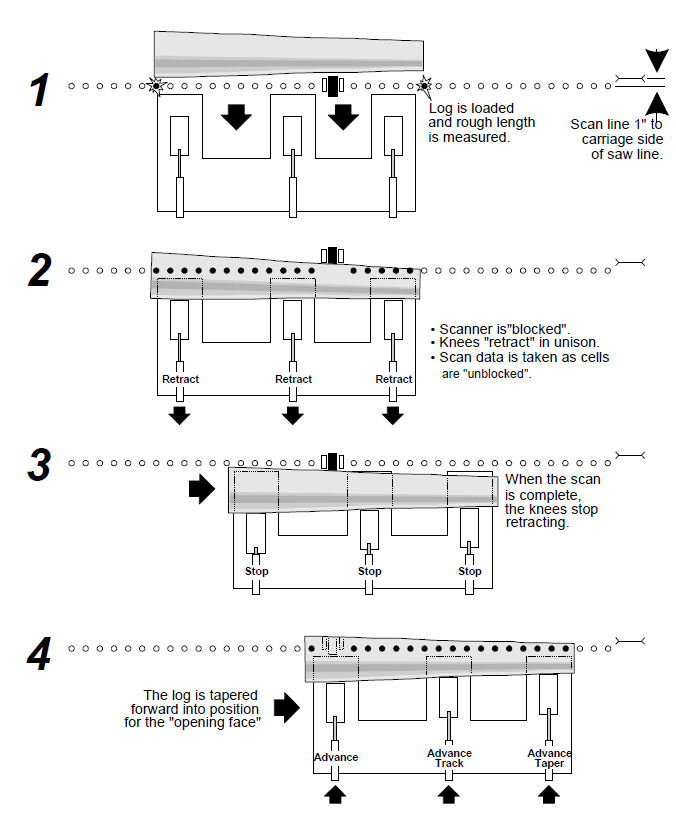 1
Log is loaded
and rough length
is measured.
Scan line 1" to
carriage side
of saw line.
2
Retract
Retract
Retract
• Scanner is"blocked".
• Knees "retract" in unison.
• Scan data is taken as cells
are "unblocked".
3
When the scan
is complete,
the knees stop
retracting.
Stop
Stop
Stop
4
The log is tapered
forward into position
for the "opening face"
Advance
Advance
Track
Advance
Taper